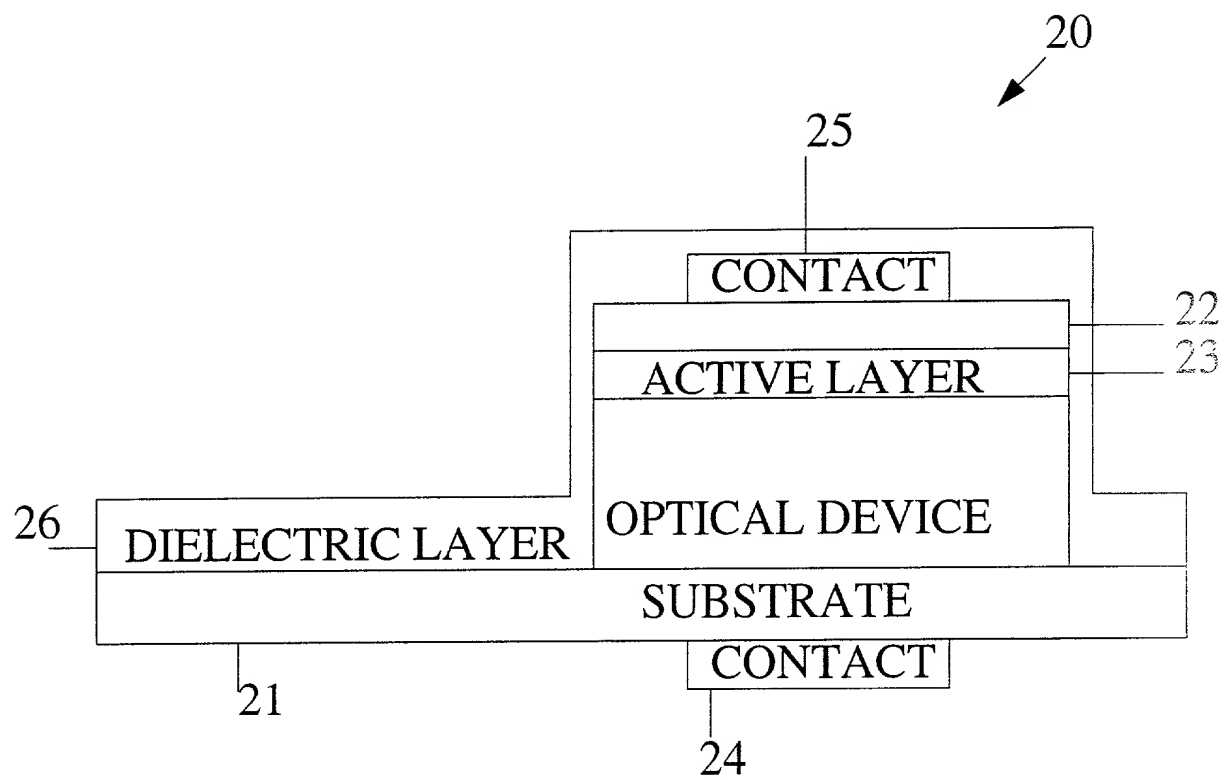 20
25
CONTACT
22
23
ACTIVE LAYER
OPTICAL DEVICE
26
DIELECTRIC LAYER
SUBSTRATE
CONTACT
21
24